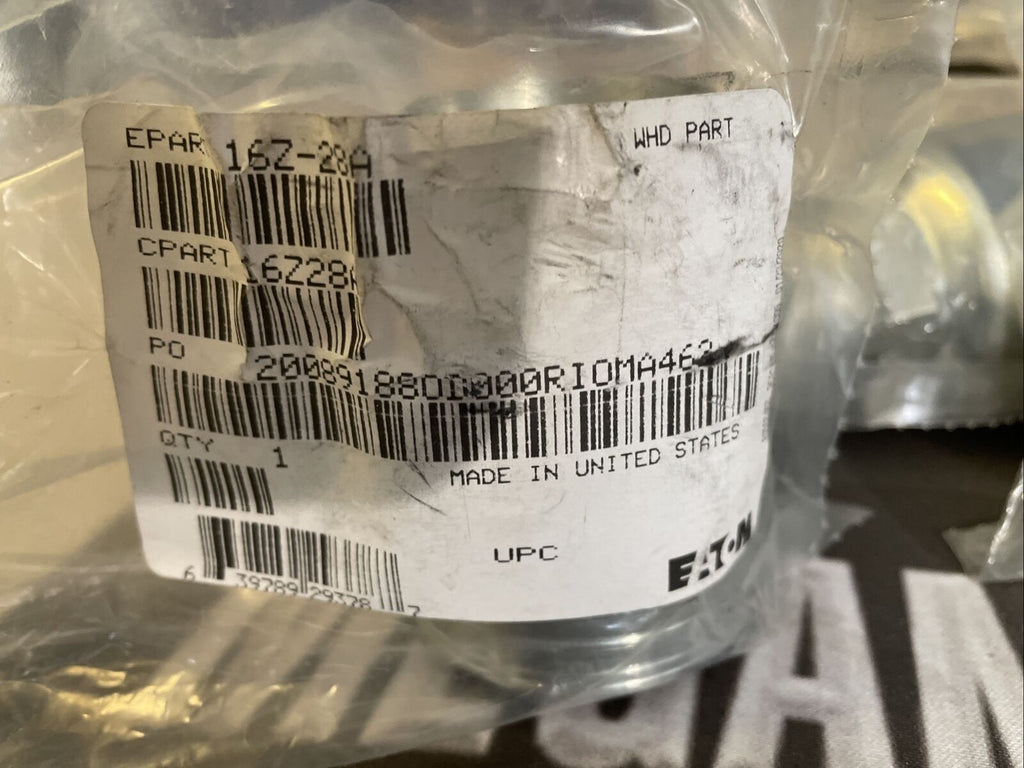 EPAR 16Z-28A
WHD PART
CPART 16Z28A
PO 2008918800000RIOMA462
QTY 1
MADE IN UNITED STATES
UPC
EATON
6 39789 29378 7